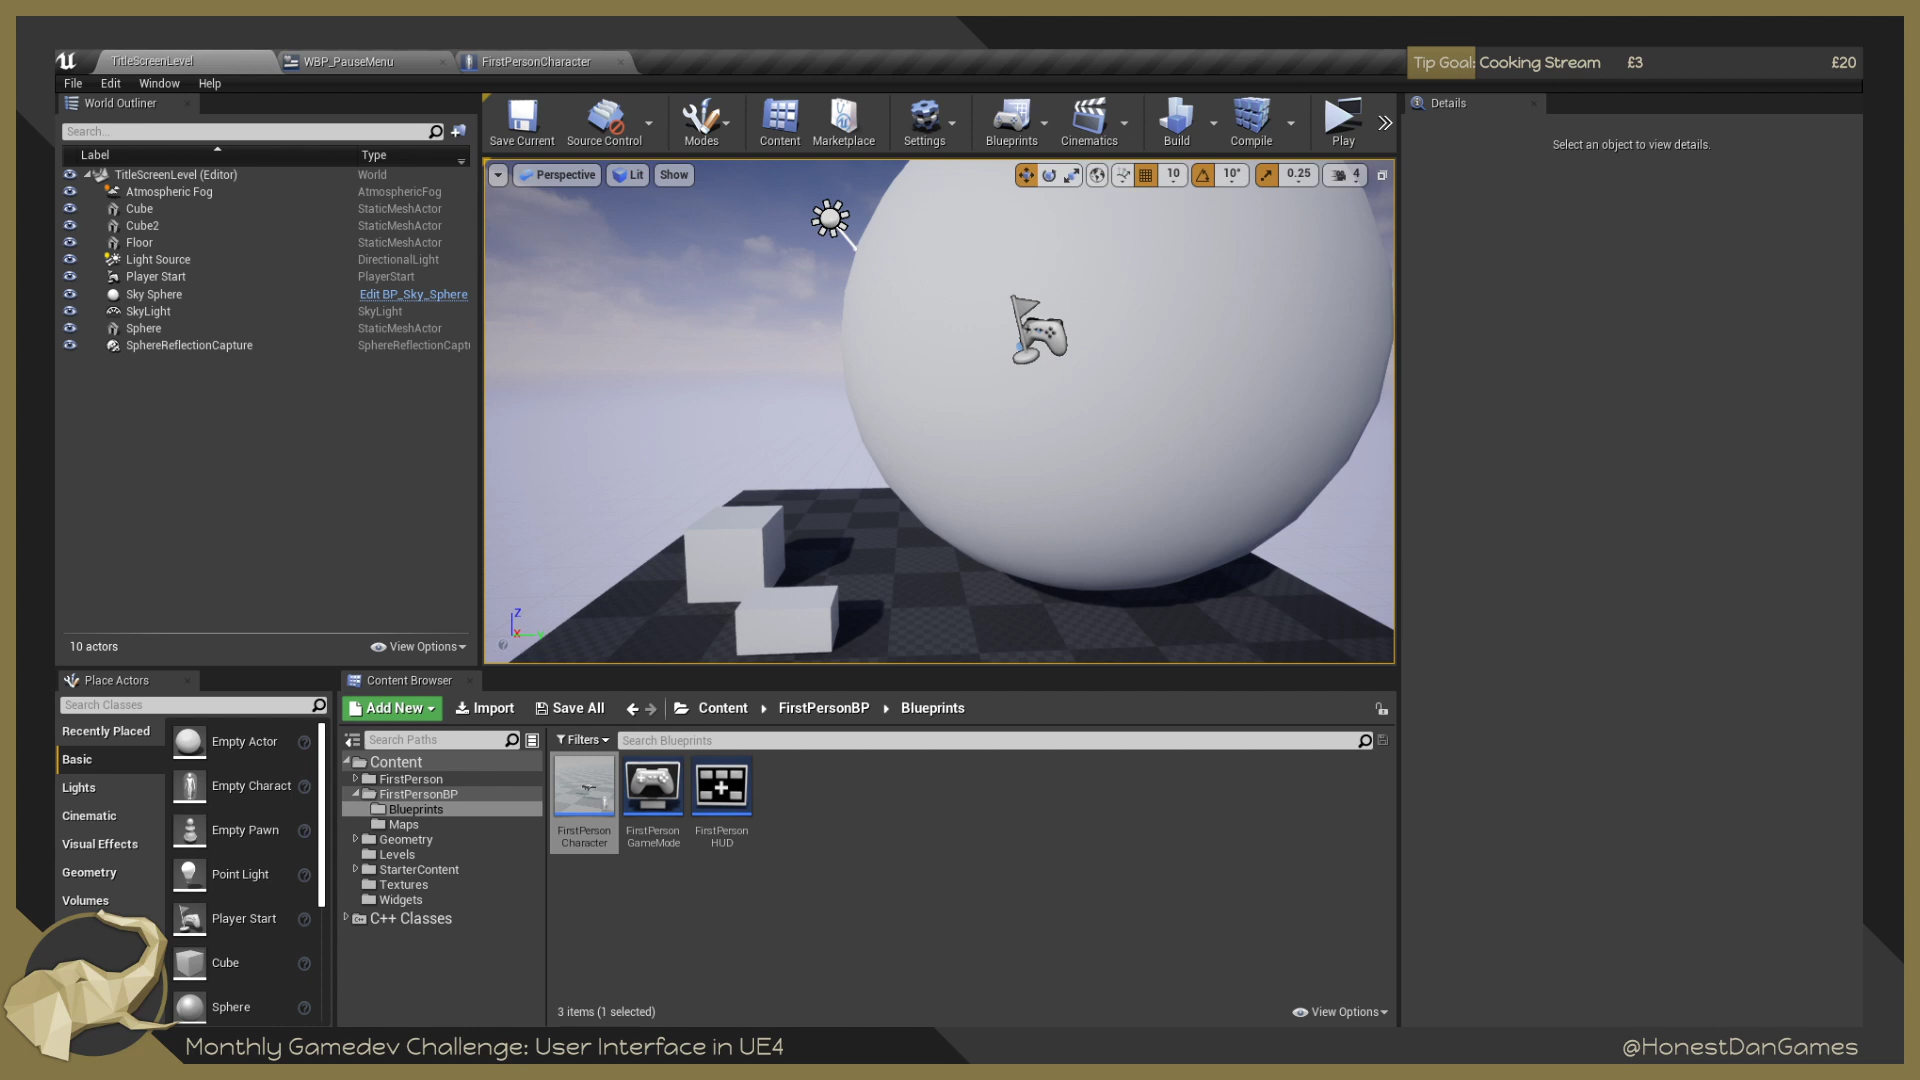 TitleScreenLevel
WBP_PauseMenu
FirstPersonCharacter
Tip Goal: Cooking Stream £3 £20
File Edit Window Help
World Outliner
Search...
Label Type
TitleScreenLevel (Editor) World
Atmospheric Fog AtmosphericFog
Cube StaticMeshActor
Cube2 StaticMeshActor
Floor StaticMeshActor
Light Source DirectionalLight
Player Start PlayerStart
Sky Sphere Edit BP_Sky_Sphere
SkyLight SkyLight
Sphere StaticMeshActor
SphereReflectionCapture SphereReflectionCaptu
10 actors View Options
Save Current Source Control Modes Content Marketplace Settings Blueprints Cinematics Build Compile Play
Perspective Lit Show 10 10° 0.25 4
Z
X
Details
Select an object to view details.
Place Actors
Search Classes
Recently Placed
Basic
Lights
Cinematic
Visual Effects
Geometry
Volumes
Empty Actor
Empty Charact
Empty Pawn
Point Light
Player Start
Cube
Sphere
Content Browser
Add New Import Save All Content FirstPersonBP Blueprints
Search Paths
Content
FirstPerson
FirstPersonBP
Blueprints
Maps
Geometry
Levels
StarterContent
Textures
Widgets
C++ Classes
Filters Search Blueprints
FirstPerson
Character
FirstPerson
GameMode
FirstPerson
HUD
3 items (1 selected) View Options
Monthly Gamedev Challenge: User Interface in UE4
@HonestDanGames